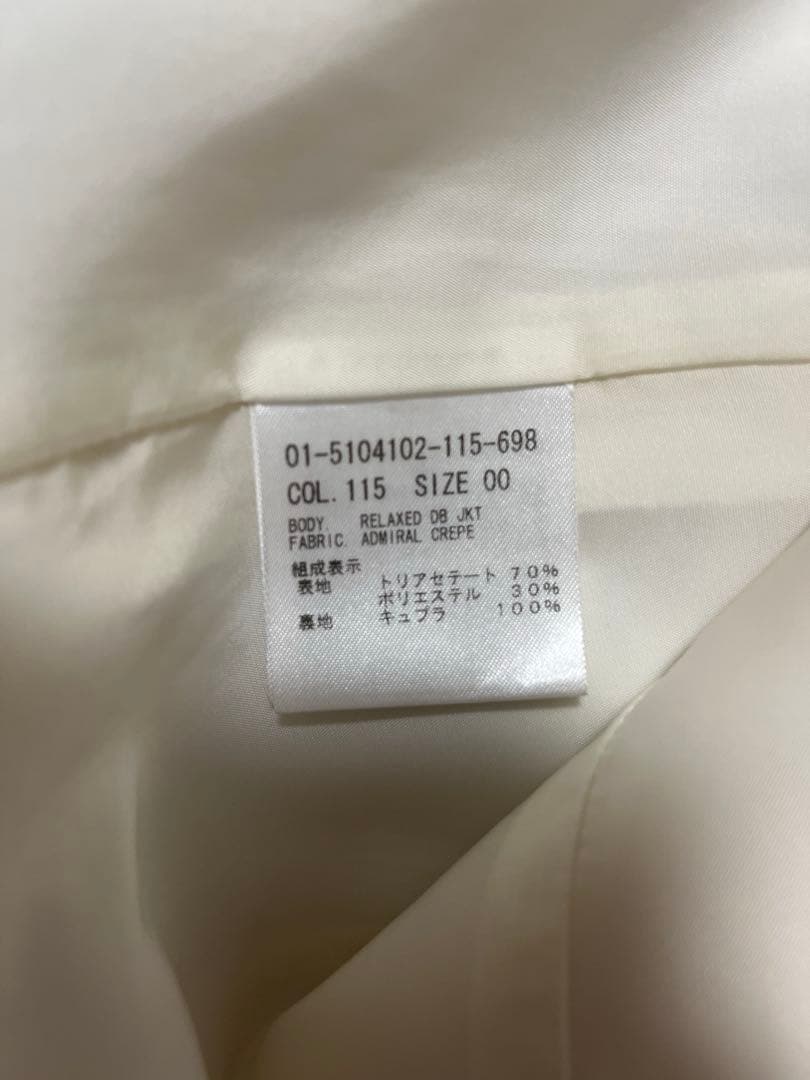 01-5104102-115-698
COL. 115 SIZE 00
BODY. RELAXED DB JKT
FABRIC. ADMIRAL CREPE
組成表示
表地 トリアセテート 70%
ポリエステル 30%
裏地 キュプラ 100%